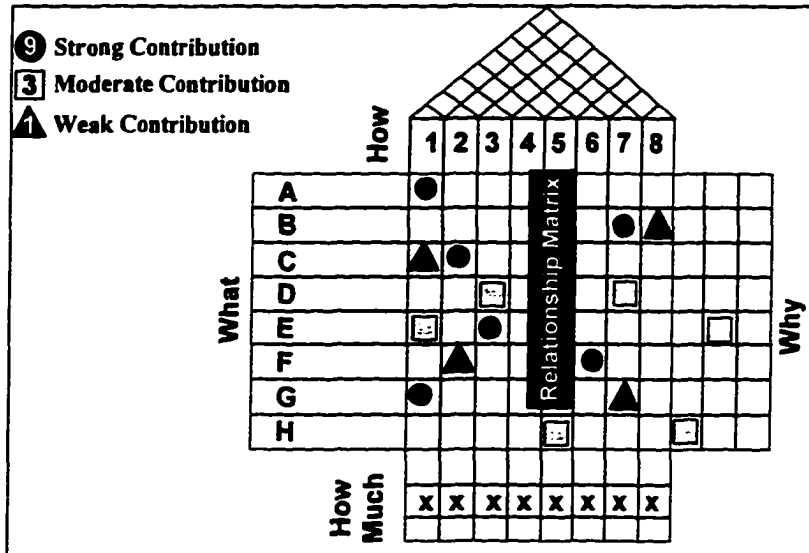 9 Strong Contribution
3 Moderate Contribution
1 Weak Contribution
How
1 2 3 4 5 6 7 8
What
A
B
C
D
E
F
G
H
Relationship Matrix
Why
How
Much
x x x x x x x x